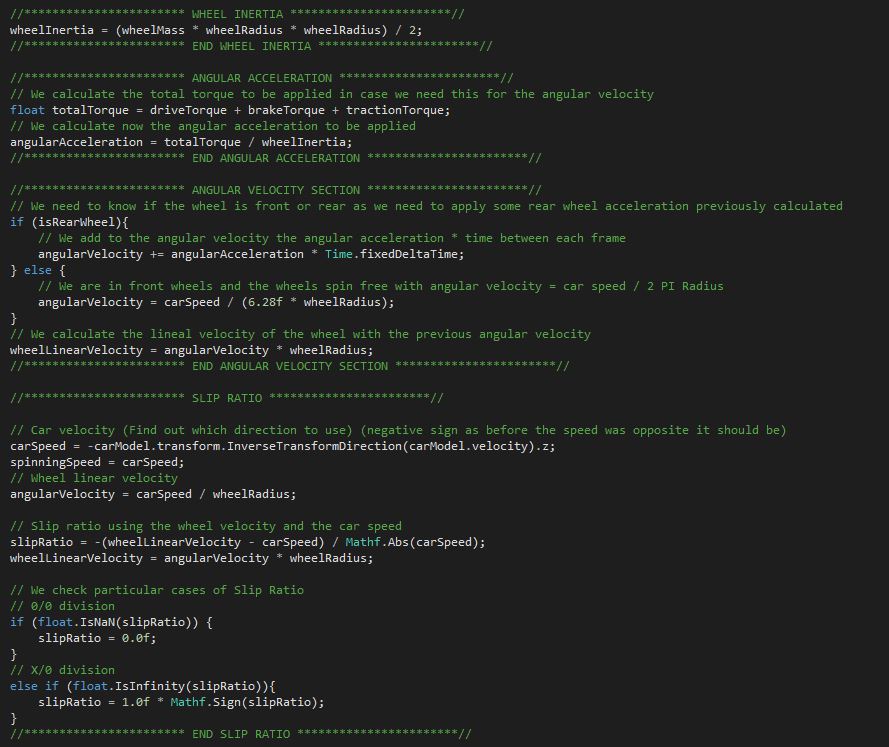 //*********************** WHEEL INERTIA ***********************//
wheelInertia = (wheelMass * wheelRadius * wheelRadius) / 2;
//*********************** END WHEEL INERTIA ***********************//

//*********************** ANGULAR ACCELERATION ***********************//
// We calculate the total torque to be applied in case we need this for the angular velocity
float totalTorque = driveTorque + brakeTorque + tractionTorque;
// We calculate now the angular acceleration to be applied
angularAcceleration = totalTorque / wheelInertia;
//*********************** END ANGULAR ACCELERATION ***********************//

//*********************** ANGULAR VELOCITY SECTION ***********************//
// We need to know if the wheel is front or rear as we need to apply some rear wheel acceleration previously calculated
if (isRearWheel){
    // We add to the angular velocity the angular acceleration * time between each frame
    angularVelocity += angularAcceleration * Time.fixedDeltaTime;
} else {
    // We are in front wheels and the wheels spin free with angular velocity = car speed / 2 PI Radius
    angularVelocity = carSpeed / (6.28f * wheelRadius);
}
// We calculate the lineal velocity of the wheel with the previous angular velocity
wheelLinearVelocity = angularVelocity * wheelRadius;
//*********************** END ANGULAR VELOCITY SECTION ***********************//

//*********************** SLIP RATIO ***********************//

// Car velocity (Find out which direction to use) (negative sign as before the speed was opposite it should be)
carSpeed = -carModel.transform.InverseTransformDirection(carModel.velocity).z;
spinningSpeed = carSpeed;
// Wheel linear velocity
angularVelocity = carSpeed / wheelRadius;

// Slip ratio using the wheel velocity and the car speed
slipRatio = -(wheelLinearVelocity - carSpeed) / Mathf.Abs(carSpeed);
wheelLinearVelocity = angularVelocity * wheelRadius;

// We check particular cases of Slip Ratio
// 0/0 division
if (float.IsNaN(slipRatio)) {
    slipRatio = 0.0f;
}
// X/0 division
else if (float.IsInfinity(slipRatio)){
    slipRatio = 1.0f * Mathf.Sign(slipRatio);
}
//*********************** END SLIP RATIO ***********************//